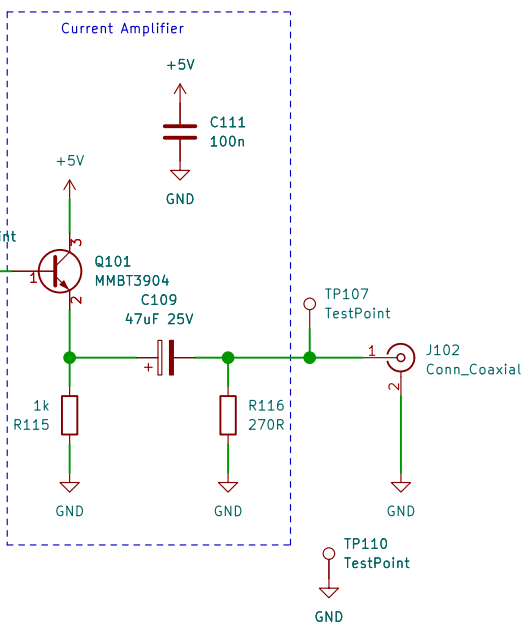 Current Amplifier
+5V
C111
100n
GND
+5V
int
3
Q101
MMBT3904
1
2
C109
47uF 25V
+
TP107
TestPoint
1
J102
Conn_Coaxial
2
1k
R115
R116
270R
GND
GND
GND
TP110
TestPoint
GND